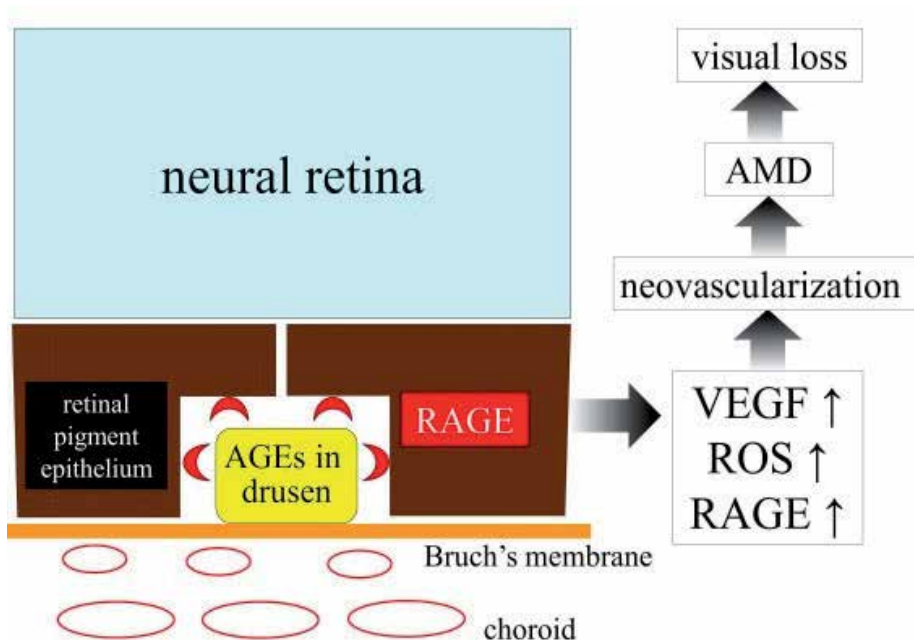 neural retina
retinal
pigment
epithelium
AGEs in
drusen
RAGE
Bruch's membrane
choroid
visual loss
AMD
neovascularization
VEGF ↑
ROS ↑
RAGE ↑